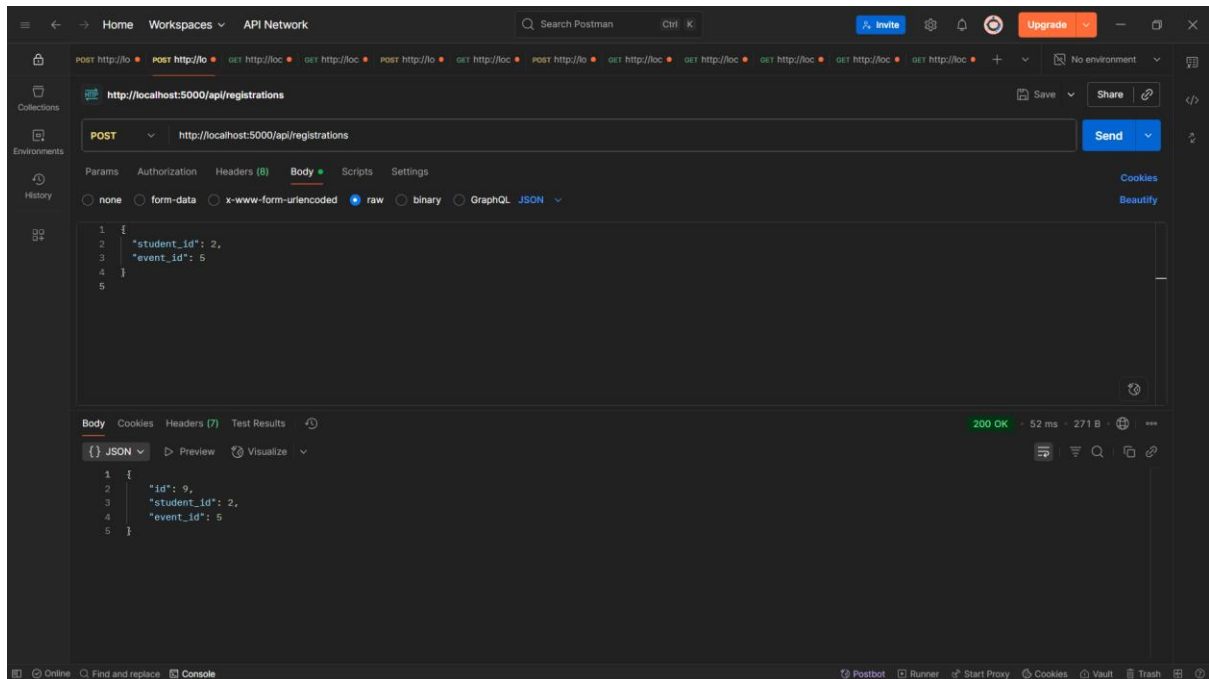 Home Workspaces API Network Search Postman Ctrl K Invite Upgrade
POST http://lo POST http://lo GET http://loc GET http://loc POST http://lo GET http://loc POST http://lo GET http://loc GET http://loc GET http://loc GET http://loc GET http://loc No environment
HTTP http://localhost:5000/api/registrations Save Share
Collections
POST http://localhost:5000/api/registrations Send
Environments
Params Authorization Headers (8) Body Scripts Settings Cookies
History
none form-data x-www-form-urlencoded raw binary GraphQL JSON Beautify
1 {
2 "student_id": 2,
3 "event_id": 5
4 }
5
Body Cookies Headers (7) Test Results 200 OK 52 ms 271 B
{} JSON Preview Visualize
1 {
2 "id": 9,
3 "student_id": 2,
4 "event_id": 5
5 }
Online Find and replace Console Postbot Runner Start Proxy Cookies Vault Trash